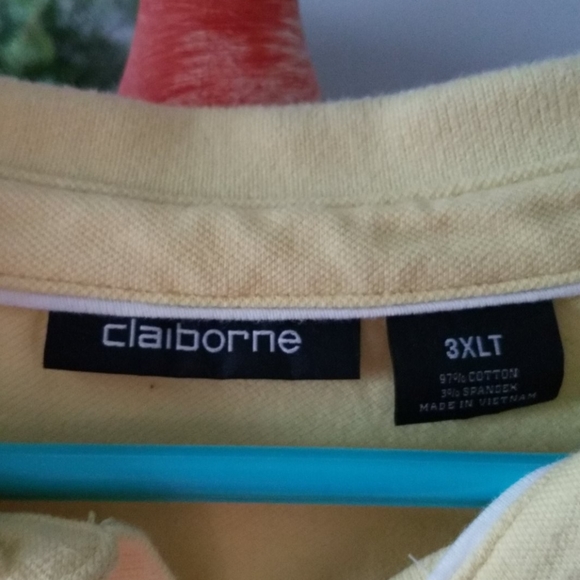 claiborne
3XLT
97% COTTON
3% SPANDEX
MADE IN VIETNAM